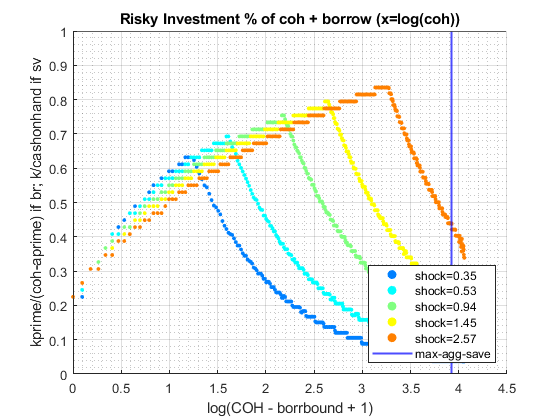 Risky Investment % of coh + borrow (x=log(coh))
kprime/(coh-aprime) if br; k/cashonhand if sv
1
0.9
0.8
0.7
0.6
0.5
0.4
0.3
0.2
0.1
0
shock=0.35
shock=0.53
shock=0.94
shock=1.45
shock=2.57
max-agg-save
0 0.5 1 1.5 2 2.5 3 3.5 4 4.5
log(COH - borrbound + 1)